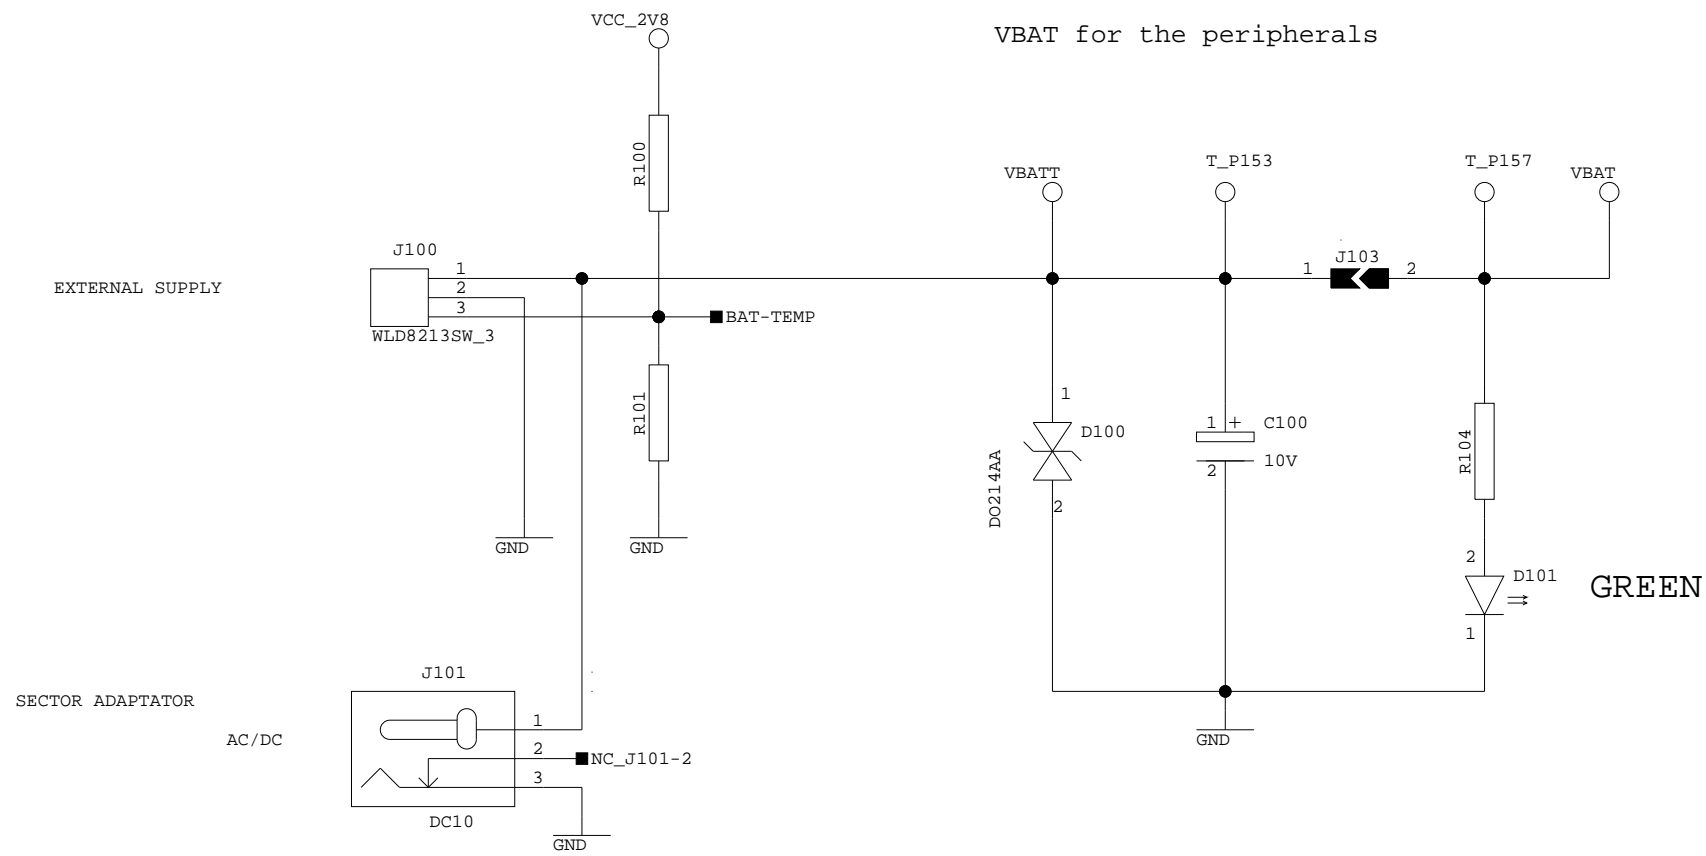 VCC_2V8
VBAT for the peripherals
R100
VBATT
T_P153
T_P157
VBAT
J100
EXTERNAL SUPPLY
1
2
3
WLD8213SW_3
BAT-TEMP
1
J103
2
R101
GND
GND
1
D100
DO214AA
2
1 +
C100
10V
2
R104
2
D101
1
GREEN
GND
J101
SECTOR ADAPTATOR
AC/DC
1
2
NC_J101-2
3
DC10
GND